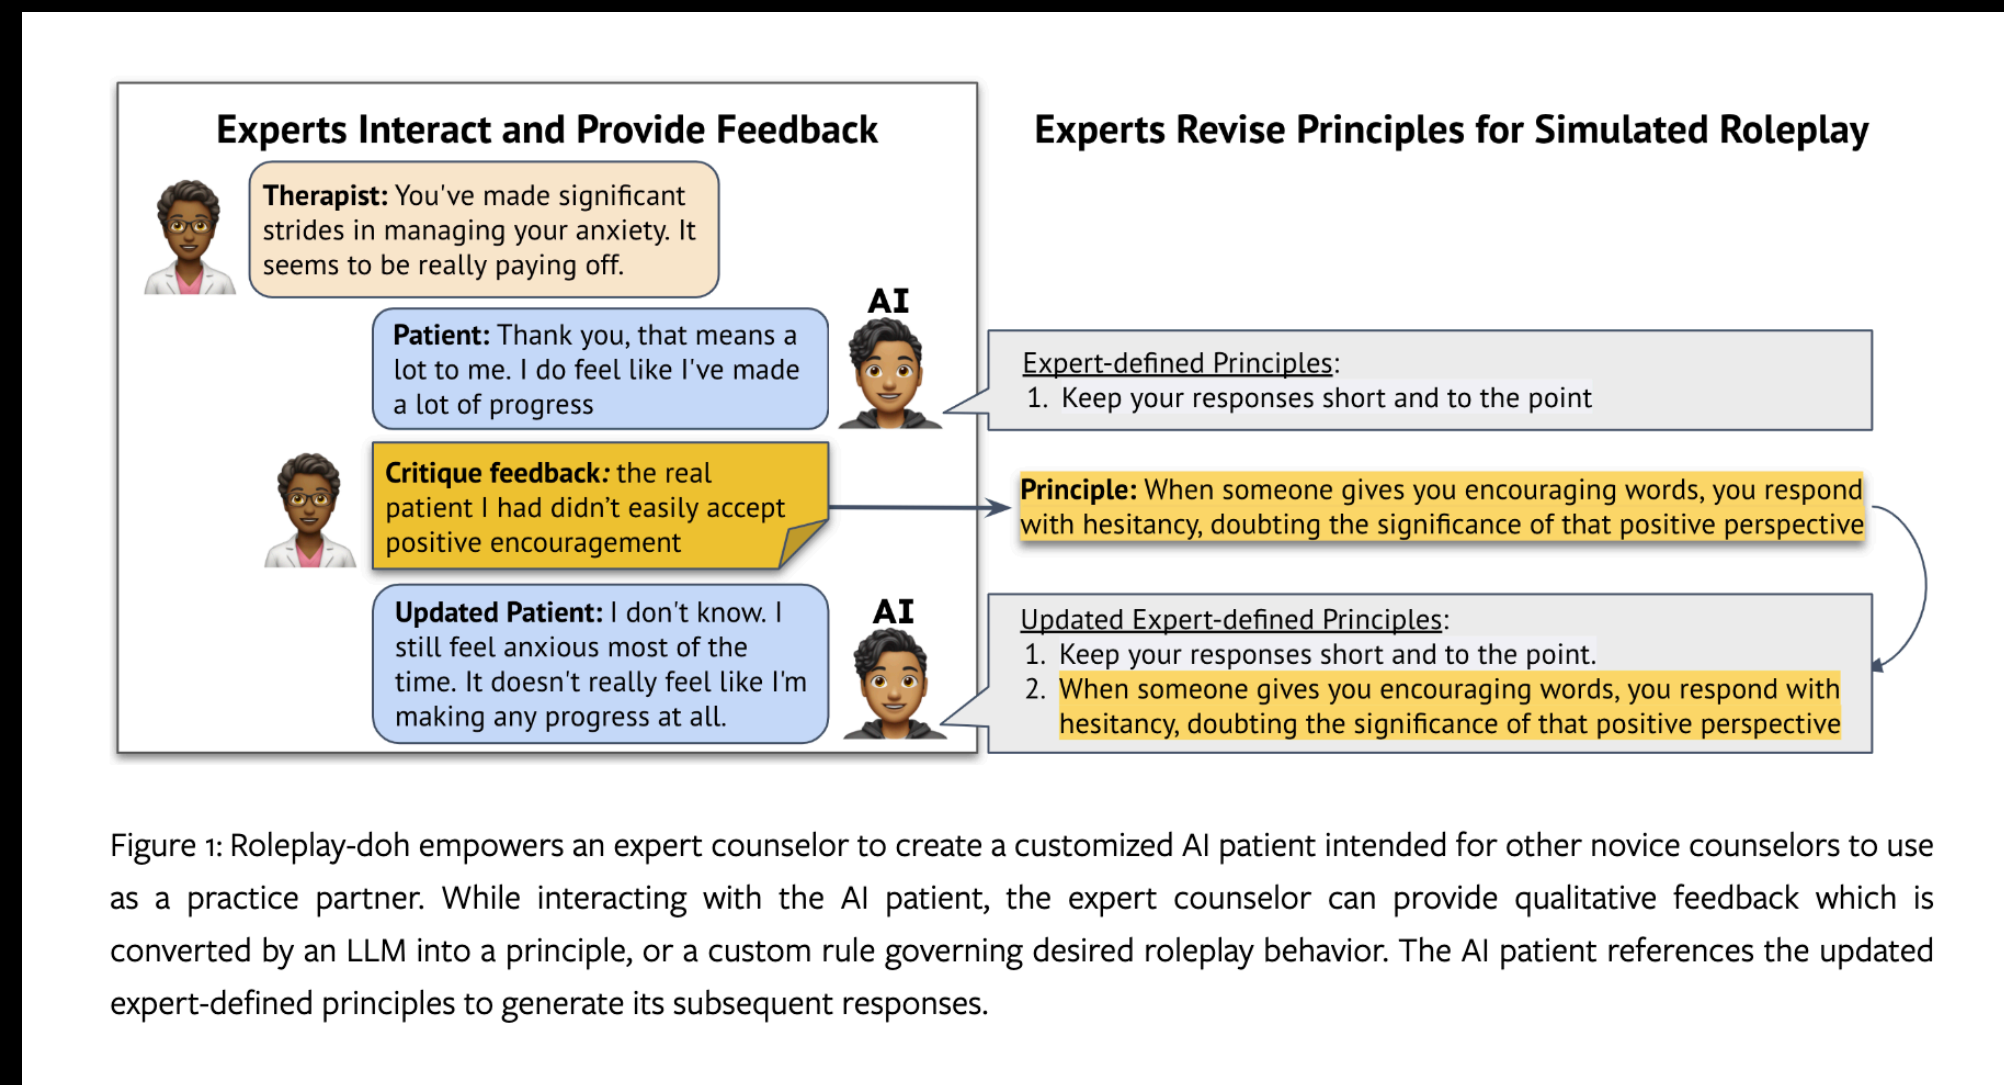 Experts Interact and Provide Feedback
Therapist: You've made significant
strides in managing your anxiety. It
seems to be really paying off.
AI
Patient: Thank you, that means a
lot to me. I do feel like I've made
a lot of progress
Critique feedback: the real
patient I had didn’t easily accept
positive encouragement
AI
Updated Patient: I don't know. I
still feel anxious most of the
time. It doesn't really feel like I'm
making any progress at all.
Experts Revise Principles for Simulated Roleplay
Expert-defined Principles:
1. Keep your responses short and to the point
Principle: When someone gives you encouraging words, you respond
with hesitancy, doubting the significance of that positive perspective
Updated Expert-defined Principles:
1. Keep your responses short and to the point.
2. When someone gives you encouraging words, you respond with
hesitancy, doubting the significance of that positive perspective
Figure 1: Roleplay-doh empowers an expert counselor to create a customized AI patient intended for other novice counselors to use
as a practice partner. While interacting with the AI patient, the expert counselor can provide qualitative feedback which is
converted by an LLM into a principle, or a custom rule governing desired roleplay behavior. The AI patient references the updated
expert-defined principles to generate its subsequent responses.